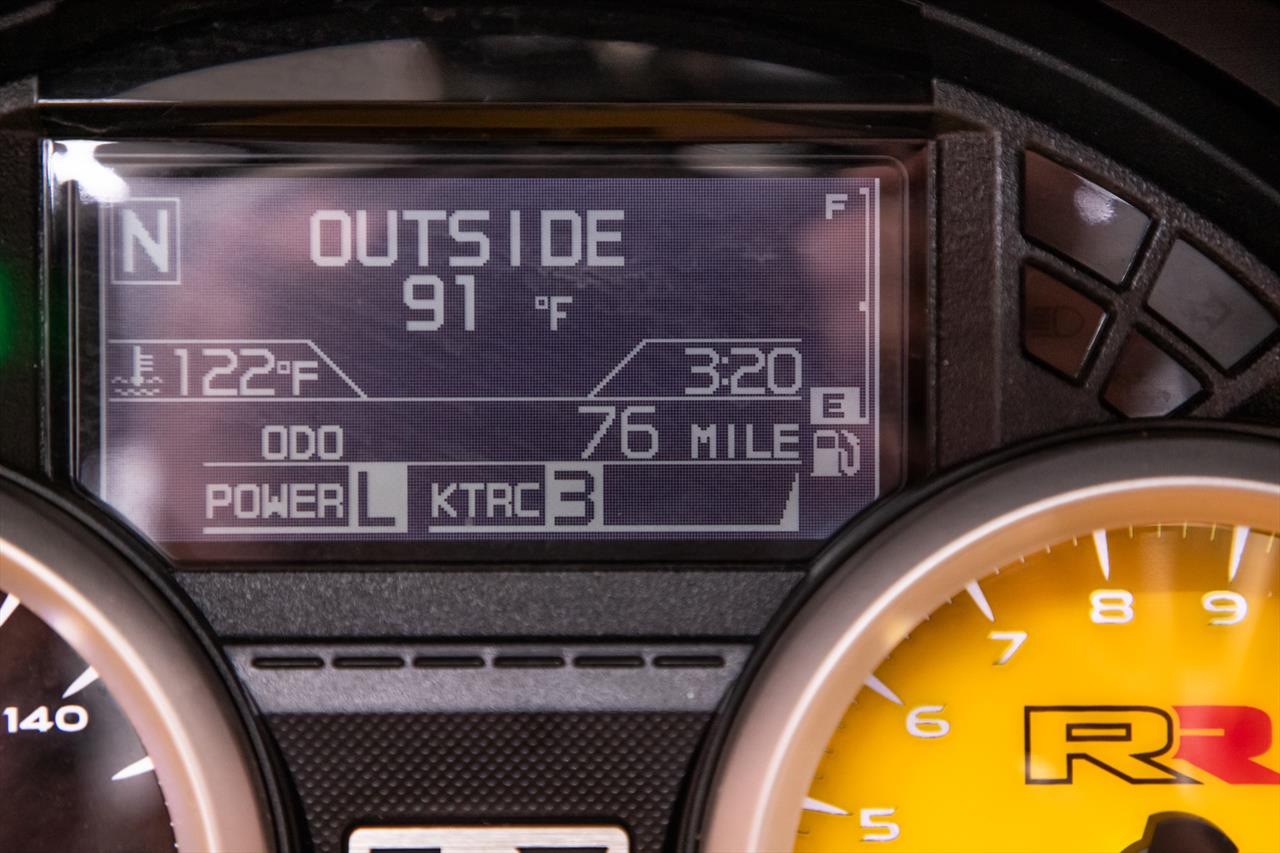 N
OUTSIDE
91 °F
F
122°F
3:20
E
ODO
76 MILE
POWER L
KTRC 3
140
5
6
7
8
9
RR